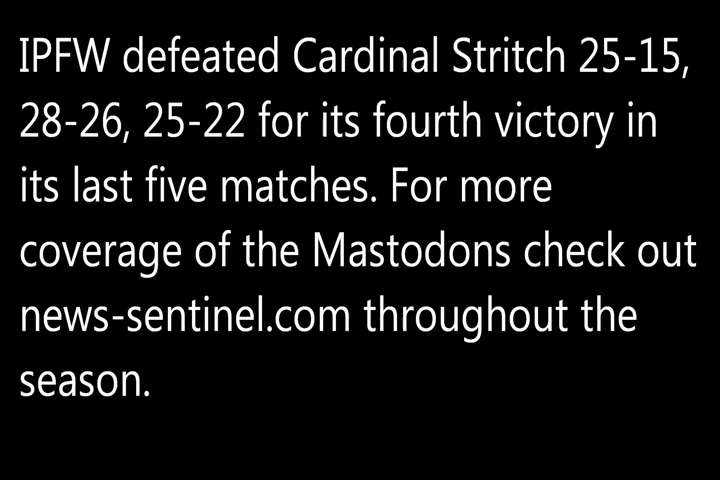 IPFW defeated Cardinal Stritch 25-15,
28-26, 25-22 for its fourth victory in
its last five matches. For more
coverage of the Mastodons check out
news-sentinel.com throughout the
season.